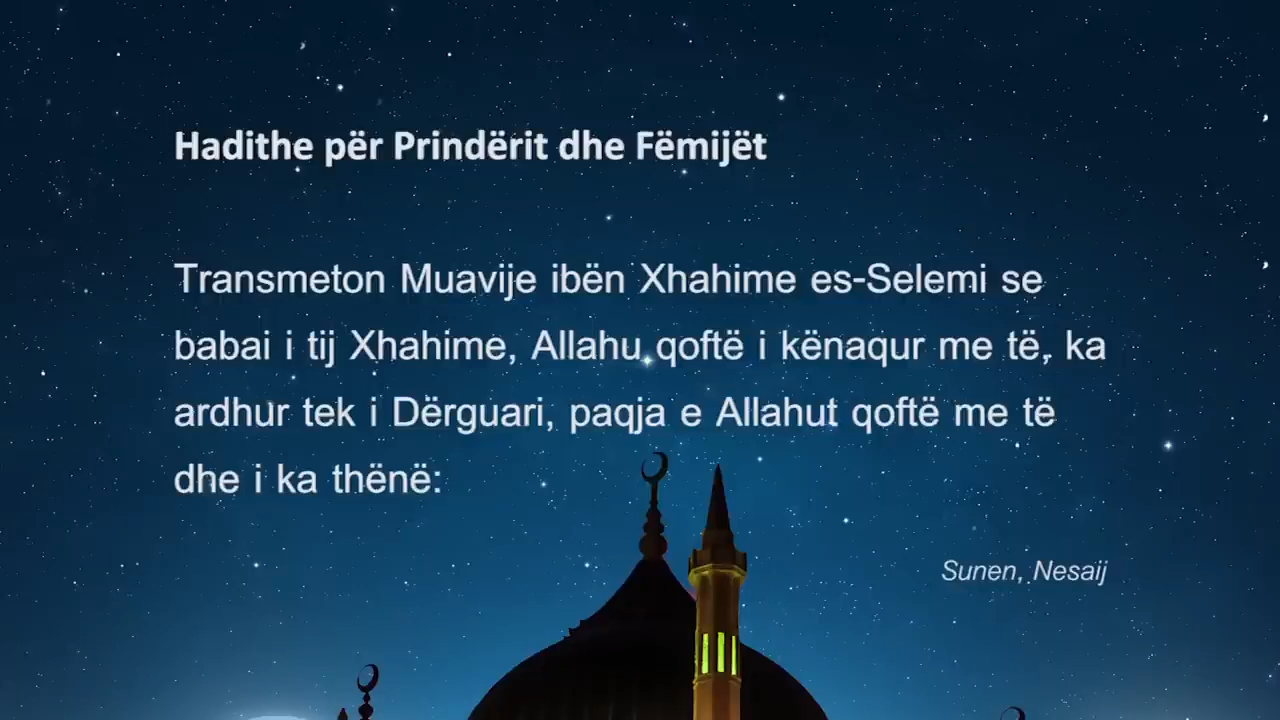 Hadithe për Prindërit dhe Fëmijët
Transmeton Muavije ibën Xhahime es-Selemi se
babai i tij Xhahime, Allahu qoftë i kënaqur me të, ka
ardhur tek i Dërguari, paqja e Allahut qoftë me të
dhe i ka thënë:
Sunen, Nesaij